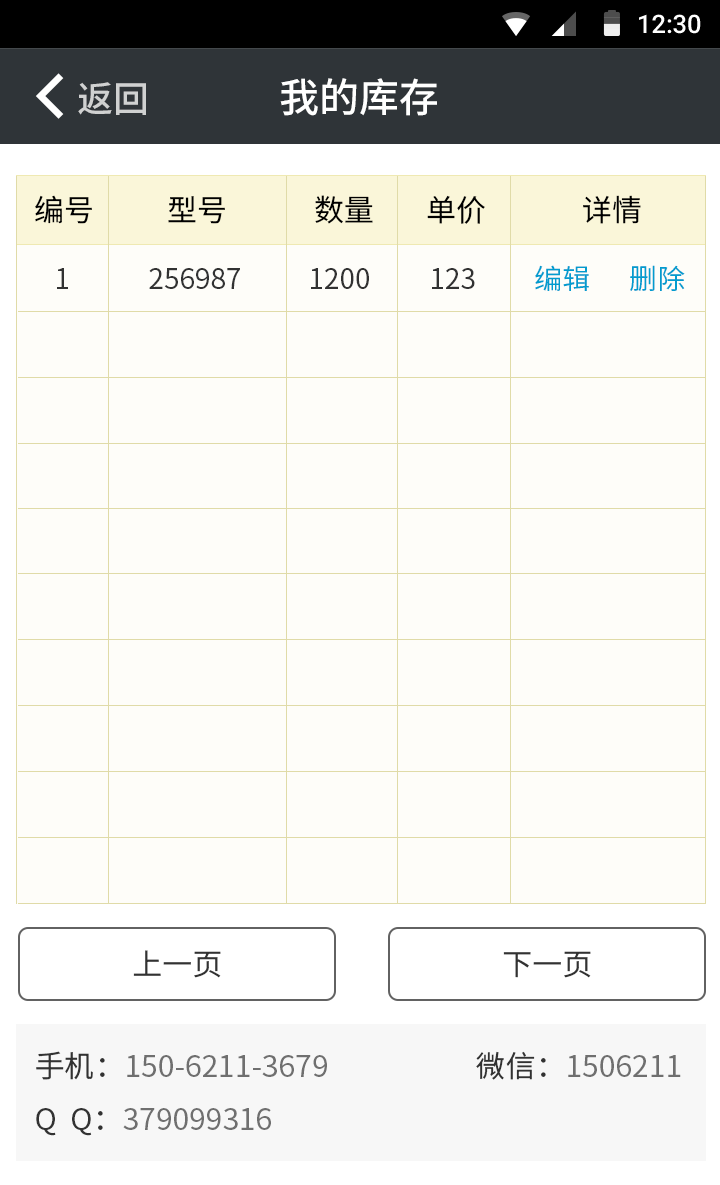 12:30
返回 我的库存
编号 型号 数量 单价 详情
1 256987 1200 123 编辑 删除
上一页 下一页
手机：150-6211-3679 微信：1506211
Q Q：379099316